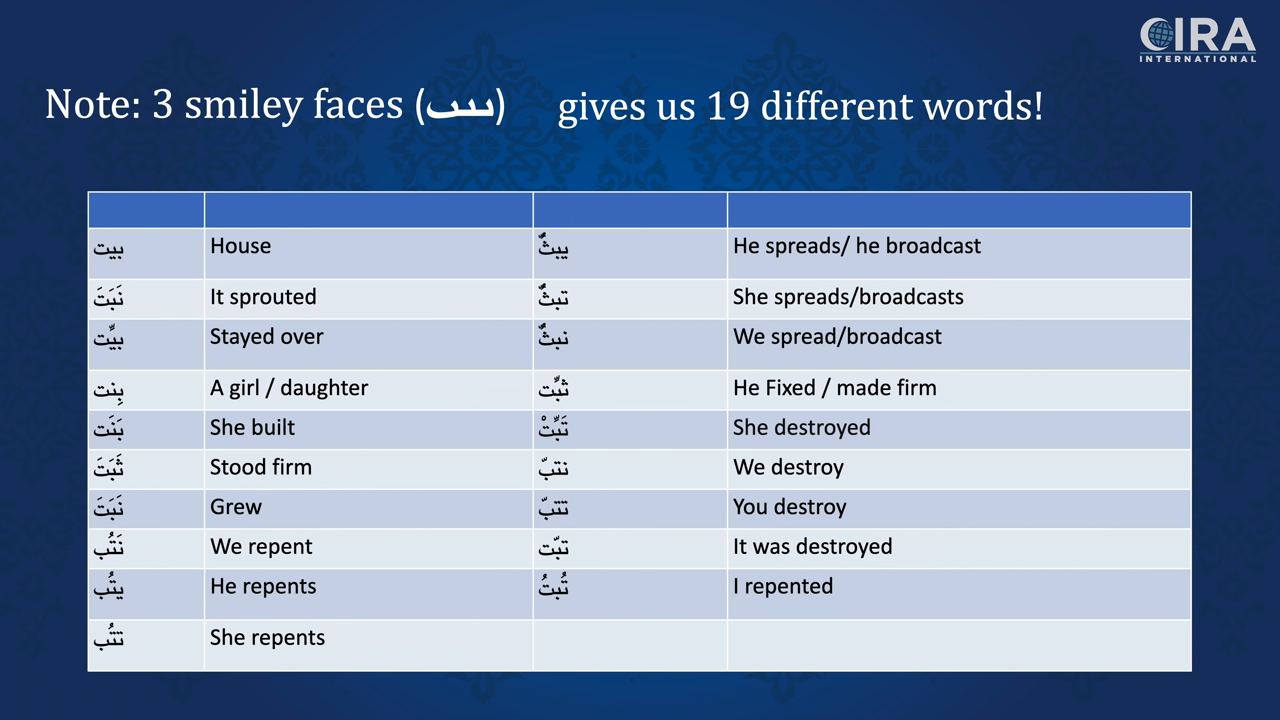 CIRA
INTERNATIONAL
Note: 3 smiley faces (ٮٮٮ) gives us 19 different words!
بيت House يبثٌّ He spreads/ he broadcast
نَبَتَ It sprouted تبثٌّ She spreads/broadcasts
بيِّت Stayed over نبثٌّ We spread/broadcast
بِنت A girl / daughter ثبِّت He Fixed / made firm
بَنَت She built تَبِّتْ She destroyed
ثَبَتَ Stood firm نتبّ We destroy
نَبَتَ Grew تتبّ You destroy
نَتُب We repent تبّت It was destroyed
يتُب He repents تُبتُ I repented
تتُب She repents